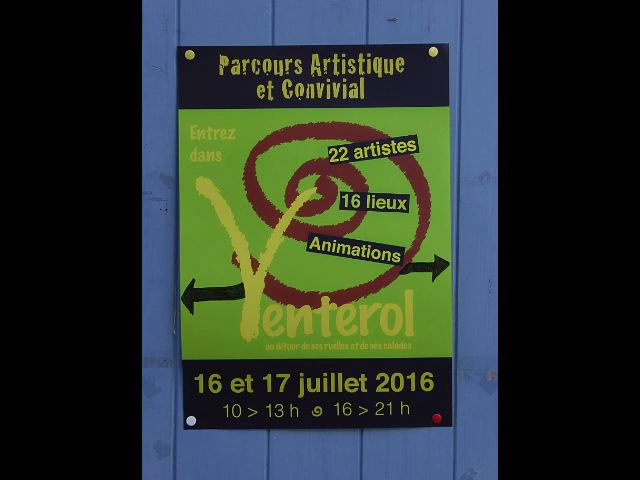 Parcours Artistique
et Convivial
Entrez
dans
22 artistes
16 lieux
Animations
Venterol
au détour de ses ruelles et de ses calades
16 et 17 juillet 2016
10 > 13 h 16 > 21 h